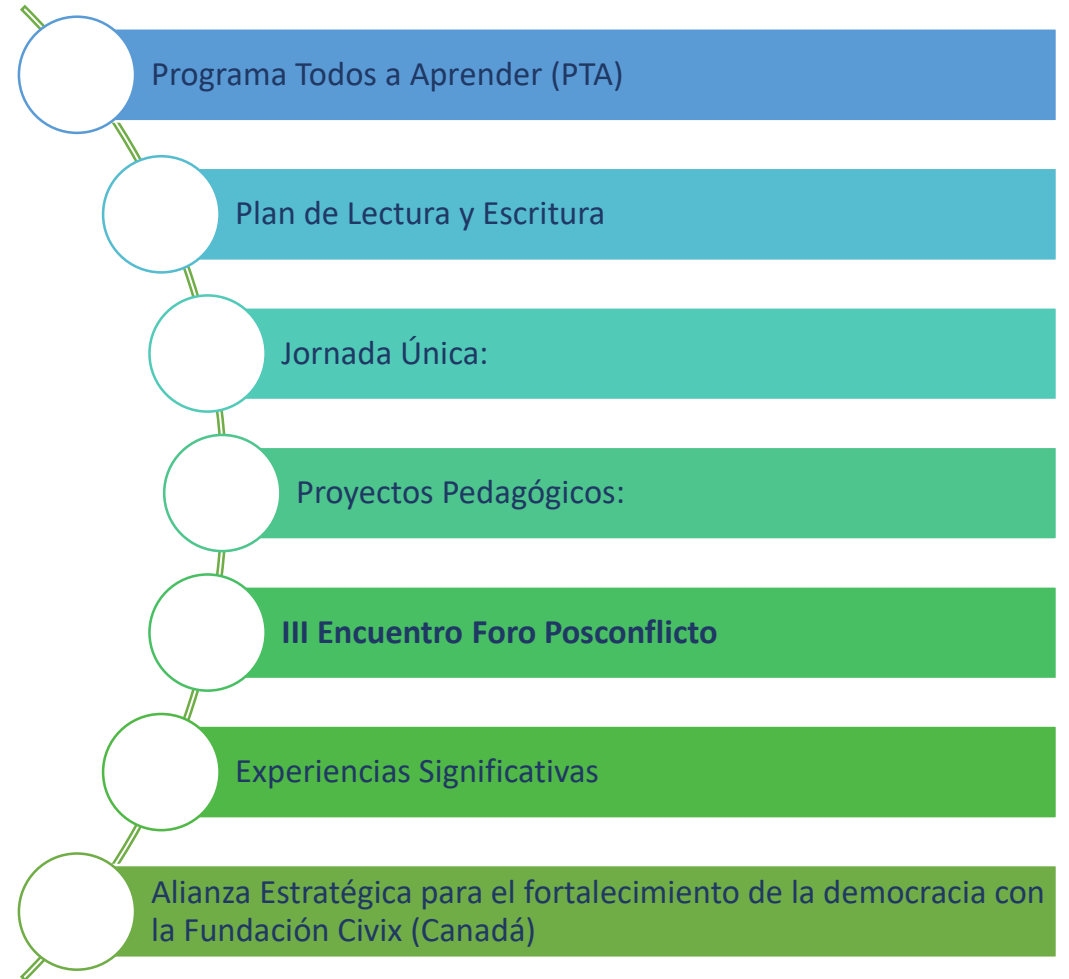 Programa Todos a Aprender (PTA)
Plan de Lectura y Escritura
Jornada Única:
Proyectos Pedagógicos:
III Encuentro Foro Posconflicto
Experiencias Significativas
Alianza Estratégica para el fortalecimiento de la democracia con
la Fundación Civix (Canadá)